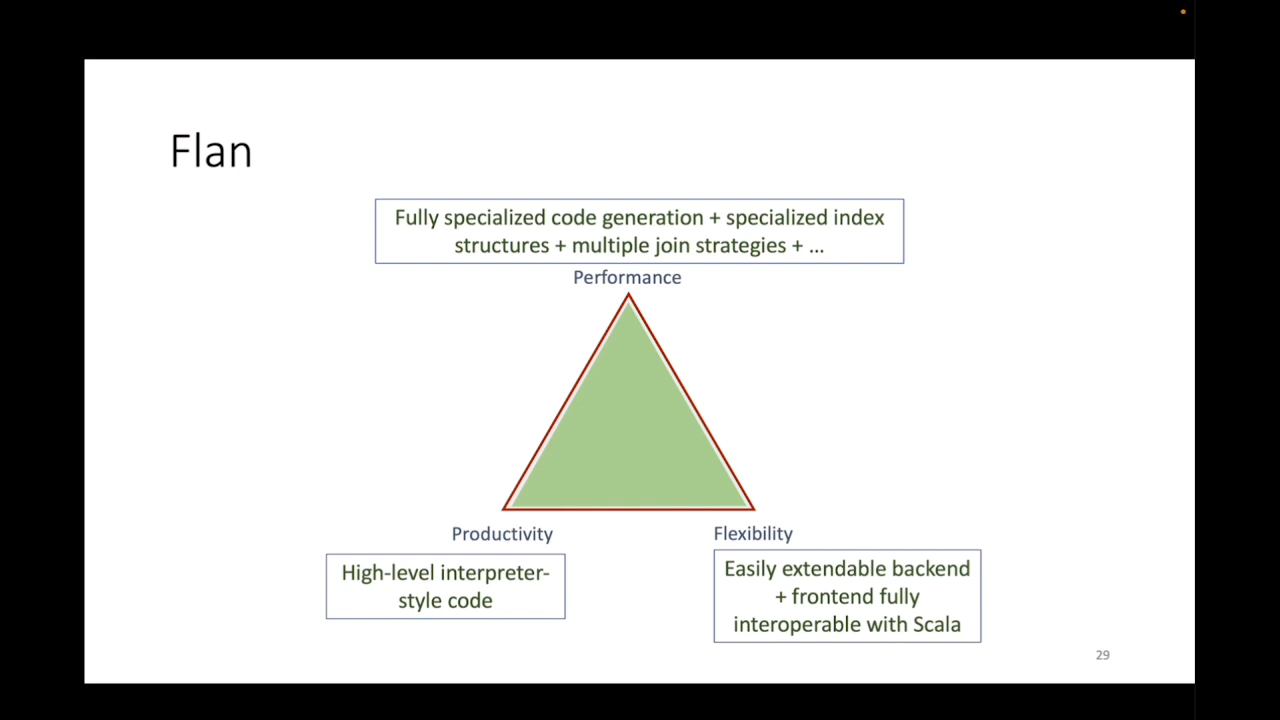 Flan
Fully specialized code generation + specialized index
structures + multiple join strategies + ...
Performance
Productivity
Flexibility
High-level interpreter-
style code
Easily extendable backend
+ frontend fully
interoperable with Scala
29